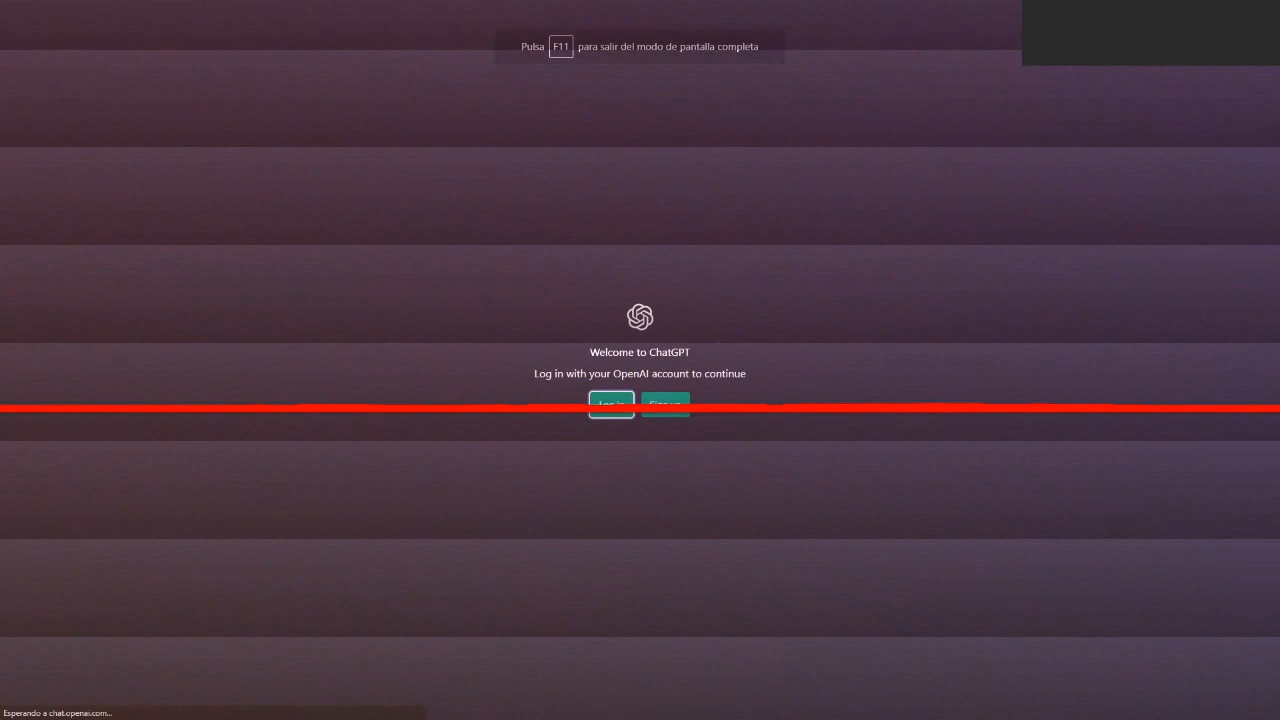 Pulsa F11 para salir del modo de pantalla completa
Welcome to ChatGPT
Log in with your OpenAI account to continue
Esperando a chat.openai.com...